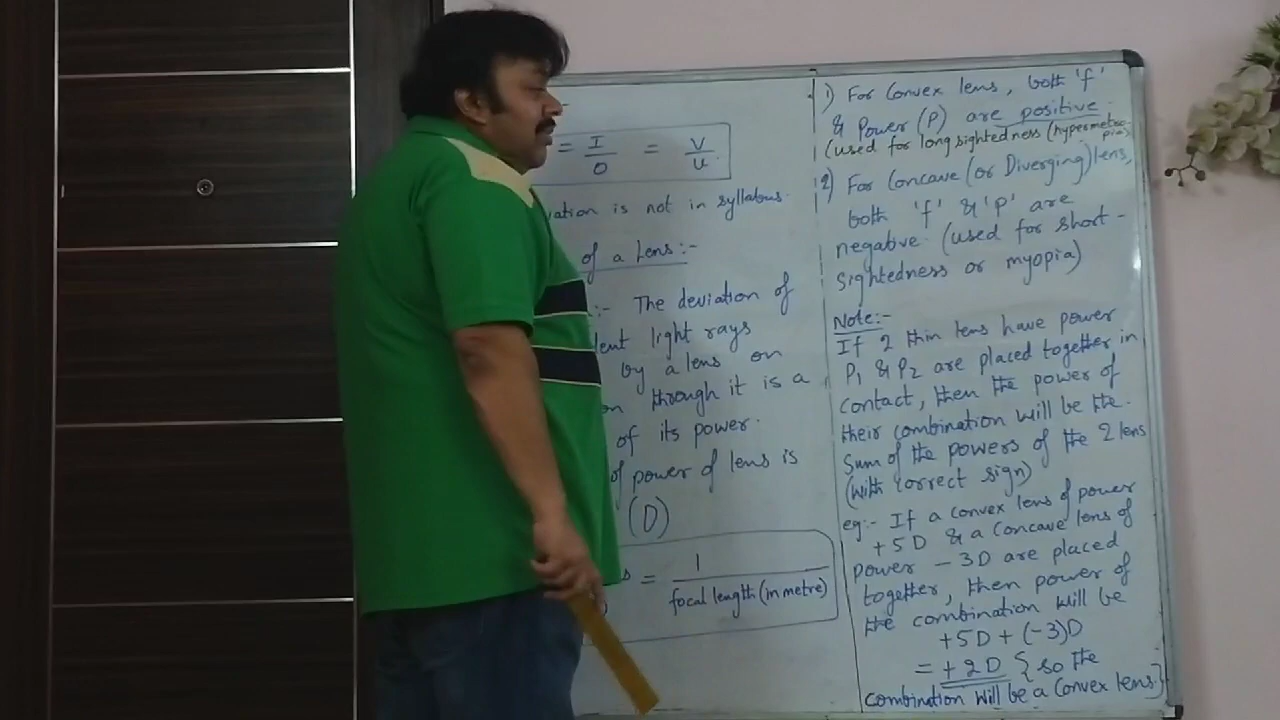 = I/O = V/u
ation is not in syllabus.
of a Lens:-
:- The deviation of
dent light rays
by a lens on
on through it is a
of its power.
of power of lens is
(D)
s = 1/focal length (in metre)
1) For Convex lens, both 'f'
& Power (P) are positive.
(used for longsightedness (hypermetropia)
2) For Concave (or Diverging) lens,
both 'f' & 'P' are
negative. (used for short-
sightedness or myopia)
Note:-
If 2 thin lens have power
P1 & P2 are placed together in
contact, then the power of
their combination will be the
sum of the powers of the 2 lens
(with correct sign)
eg:- If a convex lens of power
+5D & a Concave lens of
power -3D are placed
together, then power of
the combination will be
+5D + (-3)D
= +2D {so the
combination will be a Convex lens}